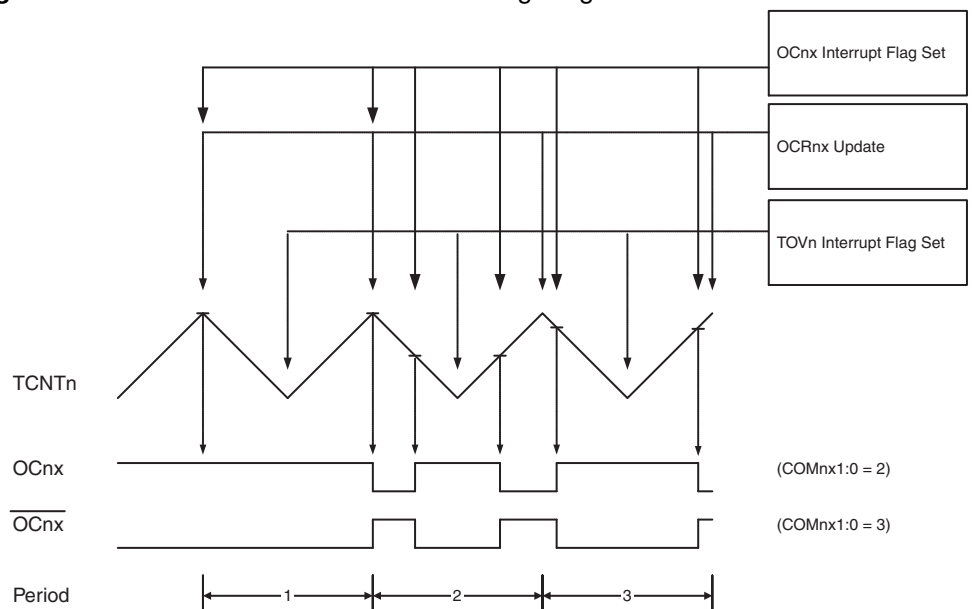 OCnx Interrupt Flag Set
OCRnx Update
TOVn Interrupt Flag Set
TCNTn
OCnx
(COMnx1:0 = 2)
OCnx
(COMnx1:0 = 3)
Period
1
2
3